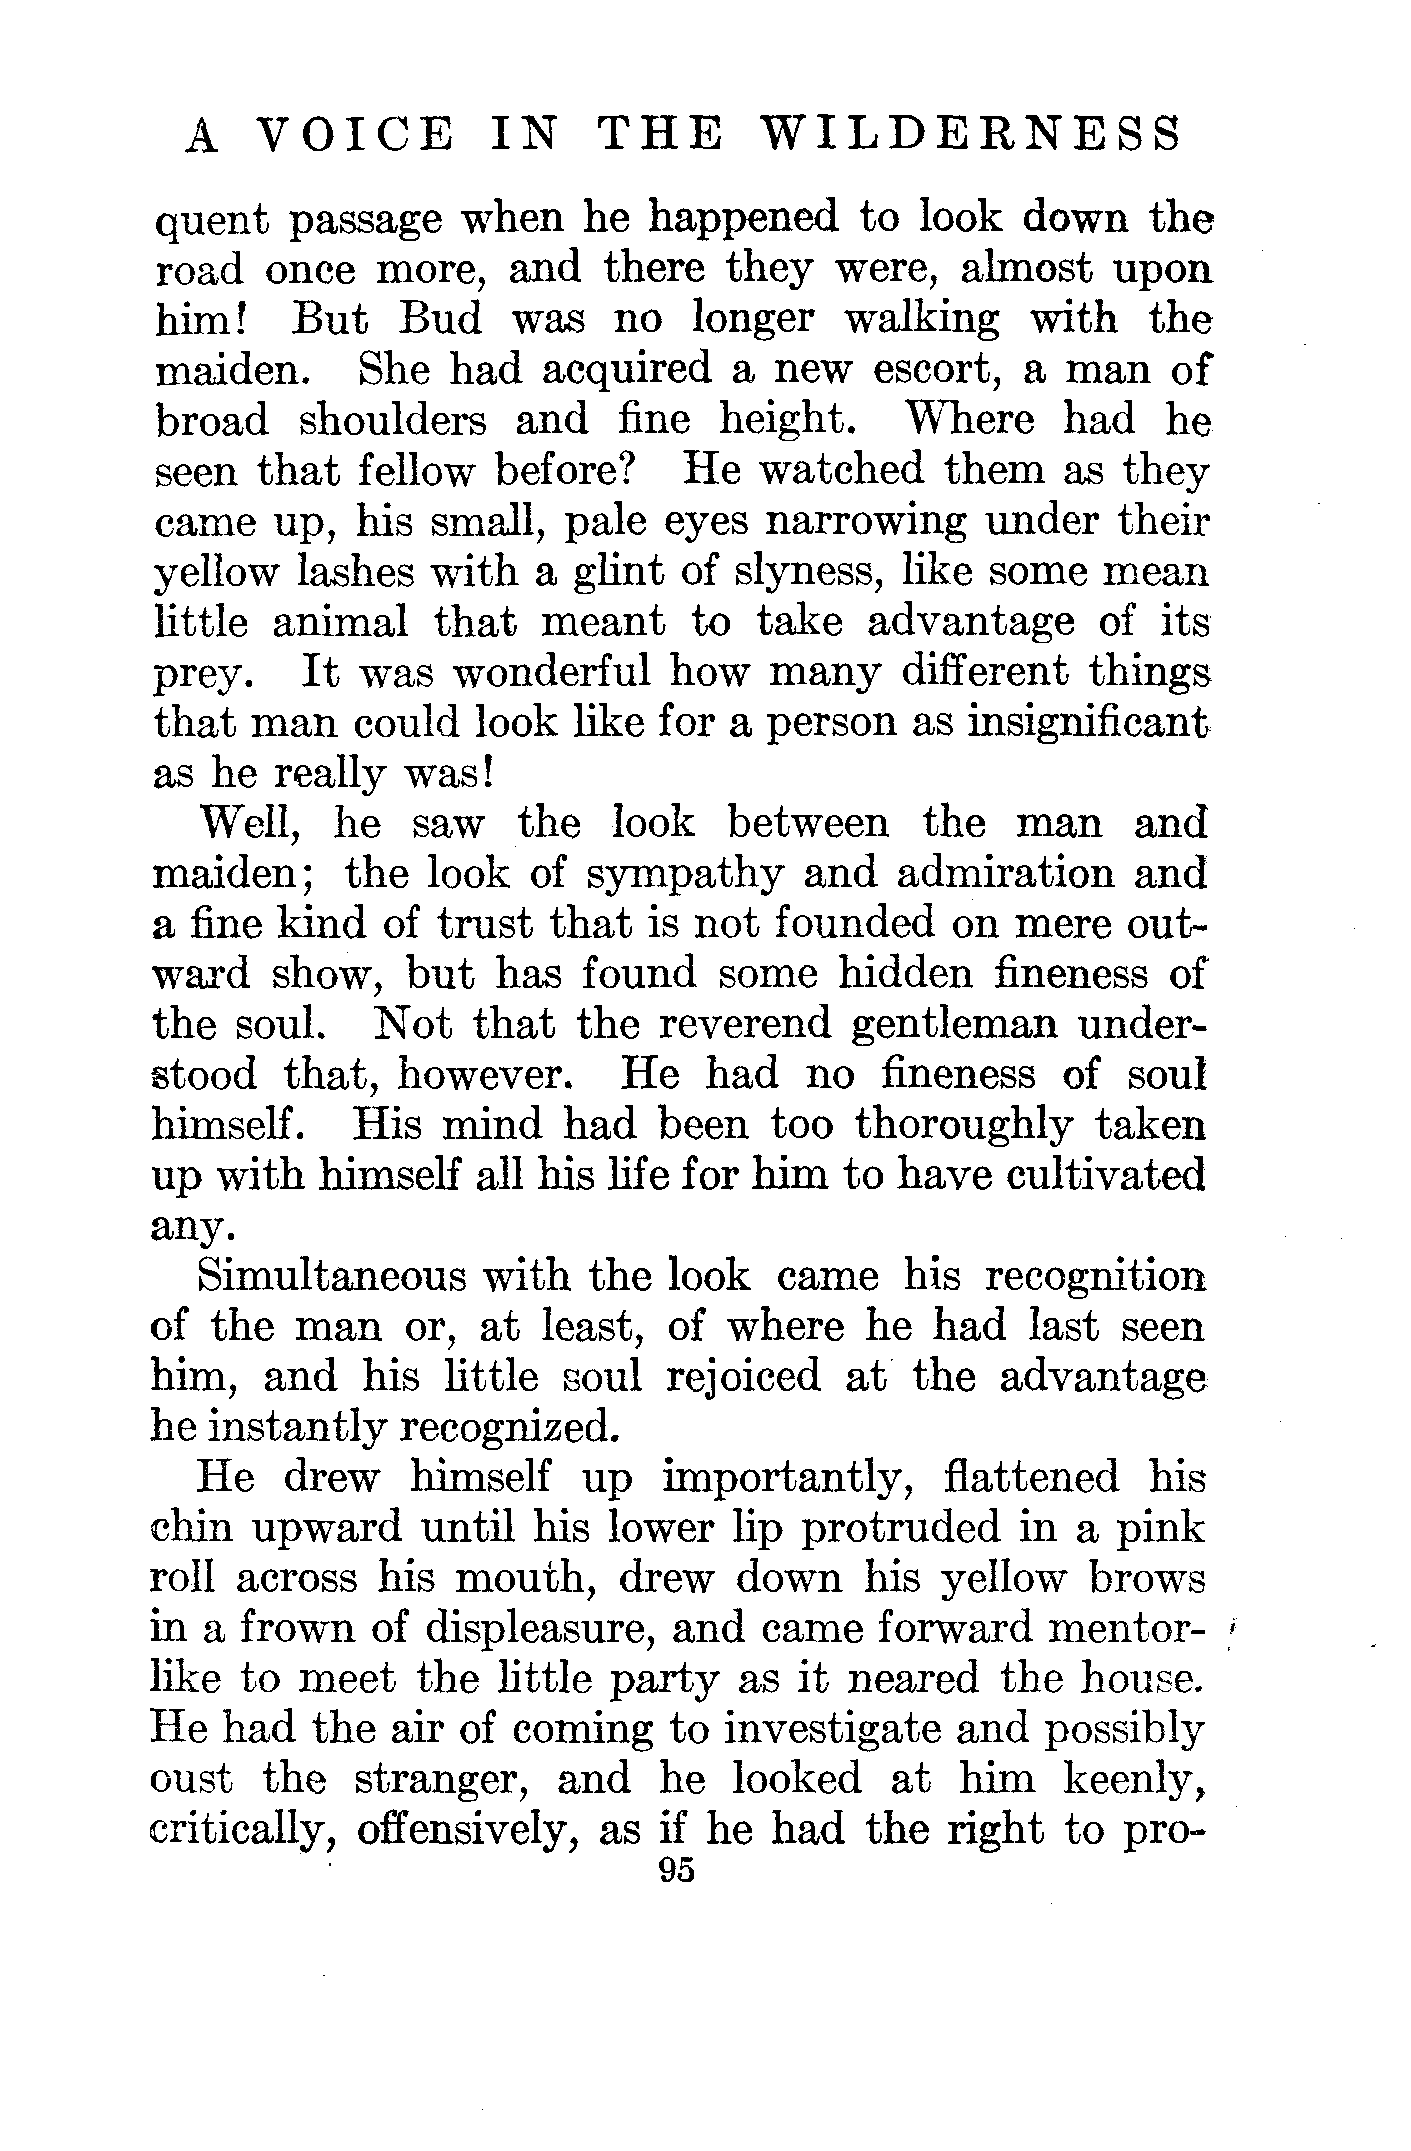 A VOICE IN THE WILDERNESS
quent passage when he happened to look down the
road once more, and there they were, almost upon
him! But Bud was no longer walking with the
maiden. She had acquired a new escort, a man of
broad shoulders and fine height. Where had he
seen that fellow before? He watched them as they
came up, his small, pale eyes narrowing under their
yellow lashes with a glint of slyness, like some mean
little animal that meant to take advantage of its
prey. It was wonderful how many different things
that man could look like for a person as insignificant
as he really was!
Well, he saw the look between the man and
maiden; the look of sympathy and admiration and
a fine kind of trust that is not founded on mere out-
ward show, but has found some hidden fineness of
the soul. Not that the reverend gentleman under-
stood that, however. He had no fineness of soul
himself. His mind had been too thoroughly taken
up with himself all his life for him to have cultivated
any.
Simultaneous with the look came his recognition
of the man or, at least, of where he had last seen
him, and his little soul rejoiced at the advantage
he instantly recognized.
He drew himself up importantly, flattened his
chin upward until his lower lip protruded in a pink
roll across his mouth, drew down his yellow brows
in a frown of displeasure, and came forward mentor-
like to meet the little party as it neared the house.
He had the air of coming to investigate and possibly
oust the stranger, and he looked at him keenly,
critically, offensively, as if he had the right to pro-
95